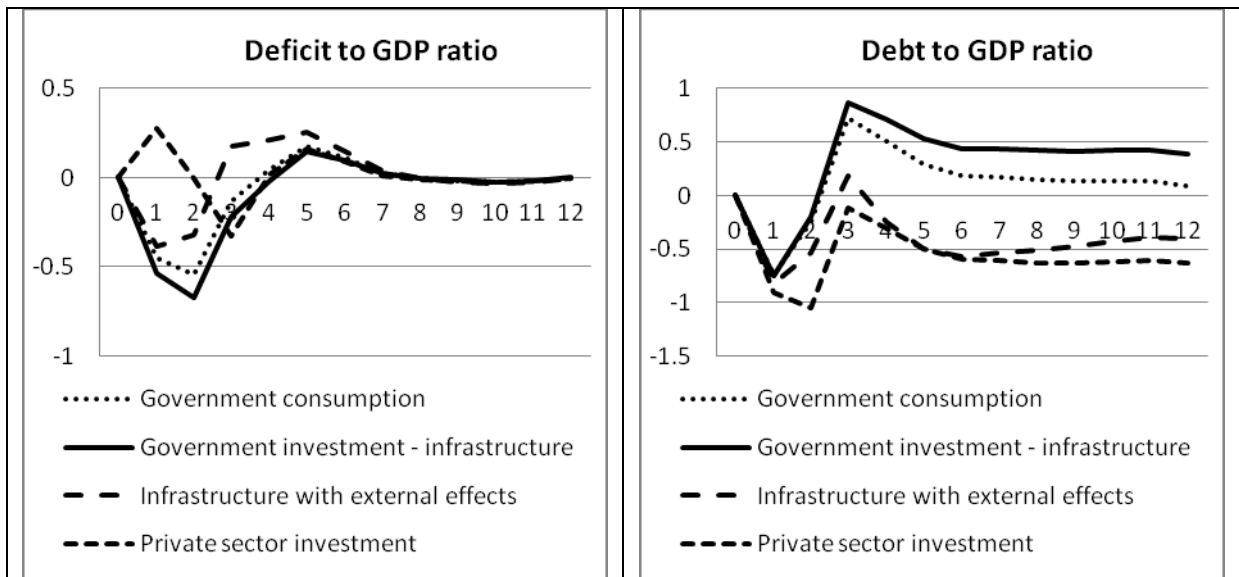 Deficit to GDP ratio
0.5
0
-0.5
-1
0 1 2 3 4 5 6 7 8 9 10 11 12
Government consumption
Government investment - infrastructure
Infrastructure with external effects
Private sector investment
Debt to GDP ratio
1
0.5
0
-0.5
-1
-1.5
0 1 2 3 4 5 6 7 8 9 10 11 12
Government consumption
Government investment - infrastructure
Infrastructure with external effects
Private sector investment